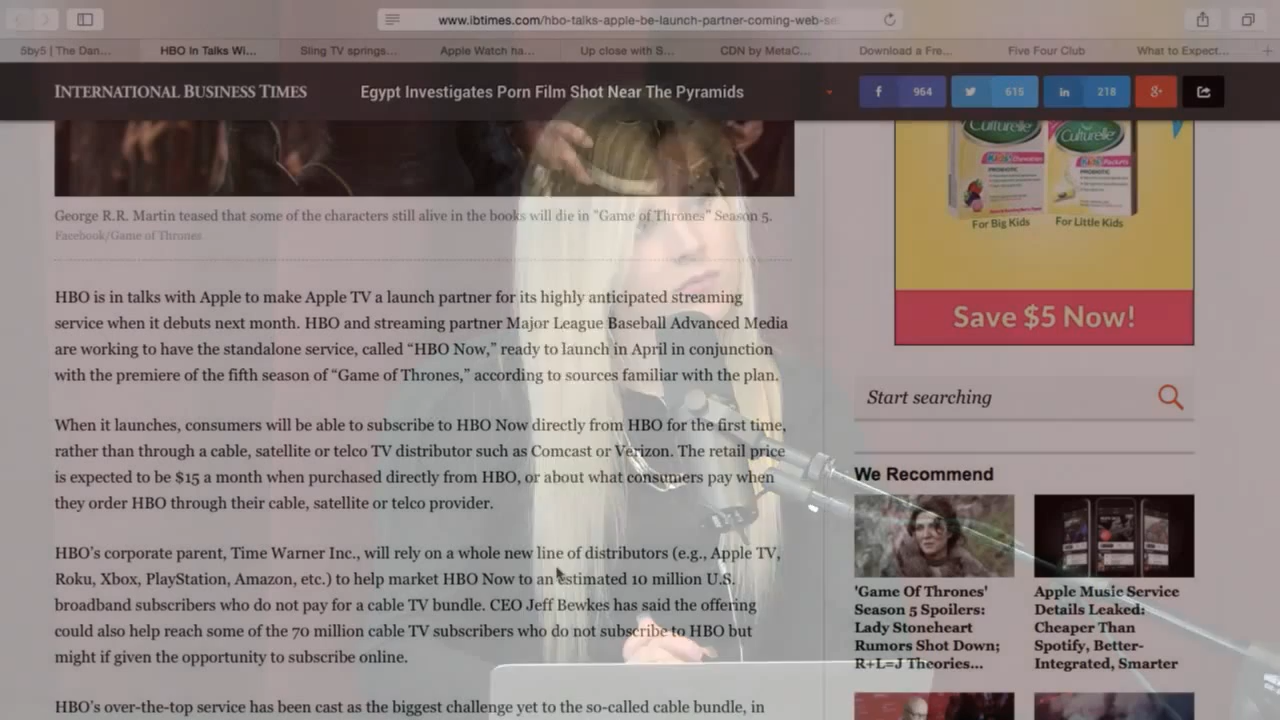 www.ibtimes.com/hbo-talks-apple-be-launch-partner-coming-web-se
5by5 | The Dan...
HBO In Talks Wi...
Sling TV springs...
Apple Watch ha...
Up close with S...
CDN by MetaC...
Download a Fre...
Five Four Club
What to Expect...
INTERNATIONAL BUSINESS TIMES
Egypt Investigates Porn Film Shot Near The Pyramids
964
615
218
George R.R. Martin teased that some of the characters still alive in the books will die in "Game of Thrones" Season 5.
Facebook/Game of Thrones
HBO is in talks with Apple to make Apple TV a launch partner for its highly anticipated streaming
service when it debuts next month. HBO and streaming partner Major League Baseball Advanced Media
are working to have the standalone service, called “HBO Now,” ready to launch in April in conjunction
with the premiere of the fifth season of “Game of Thrones,” according to sources familiar with the plan.
When it launches, consumers will be able to subscribe to HBO Now directly from HBO for the first time,
rather than through a cable, satellite or telco TV distributor such as Comcast or Verizon. The retail price
is expected to be $15 a month when purchased directly from HBO, or about what consumers pay when
they order HBO through their cable, satellite or telco provider.
HBO’s corporate parent, Time Warner Inc., will rely on a whole new line of distributors (e.g., Apple TV,
Roku, Xbox, PlayStation, Amazon, etc.) to help market HBO Now to an estimated 10 million U.S.
broadband subscribers who do not pay for a cable TV bundle. CEO Jeff Bewkes has said the offering
could also help reach some of the 70 million cable TV subscribers who do not subscribe to HBO but
might if given the opportunity to subscribe online.
HBO’s over-the-top service has been cast as the biggest challenge yet to the so-called cable bundle, in
Culturelle
Culturelle
PROBIOTIC
PROBIOTIC
For Big Kids
For Little Kids
Save $5 Now!
Start searching
We Recommend
'Game Of Thrones'
Season 5 Spoilers:
Lady Stoneheart
Rumors Shot Down;
R+L=J Theories...
Apple Music Service
Details Leaked:
Cheaper Than
Spotify, Better-
Integrated, Smarter